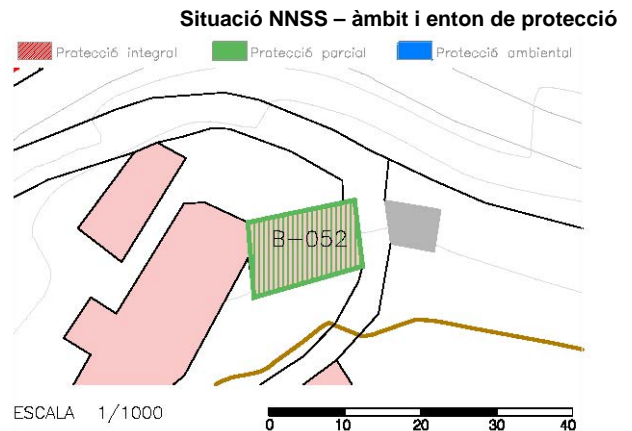 Situació NNSS – àmbit i enton de protecció
Protecció integral Protecció parcial Protecció ambiental
B-052
ESCALA 1/1000
0 10 20 30 40